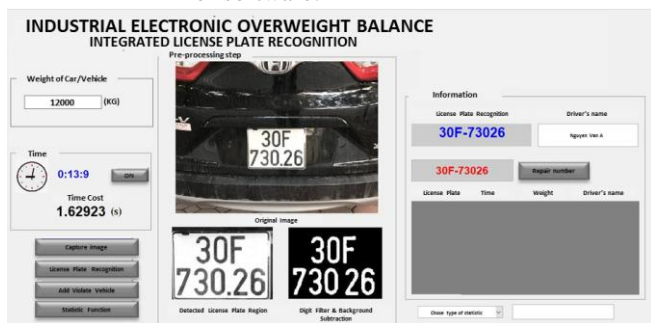 INDUSTRIAL ELECTRONIC OVERWEIGHT BALANCE
INTEGRATED LICENSE PLATE RECOGNITION
Weight of Car/Vehicle
12000 (KG)
Time
0:13:9 ON
Time Cost
1.62923 (s)
Capture image
License Plate Recognition
Add Violate Vehicle
Statistic Function
Pre-processing step
30F
730.26
Original image
30F
730.26
Detected License Plate Region
30F
730 26
Digit Filter & Background
Subtraction
Information
License Plate Recognition Driver's name
30F-73026 Nguyen Van A
30F-73026 Repair number
License Plate Time Weight Driver's name
Chose type of statistic